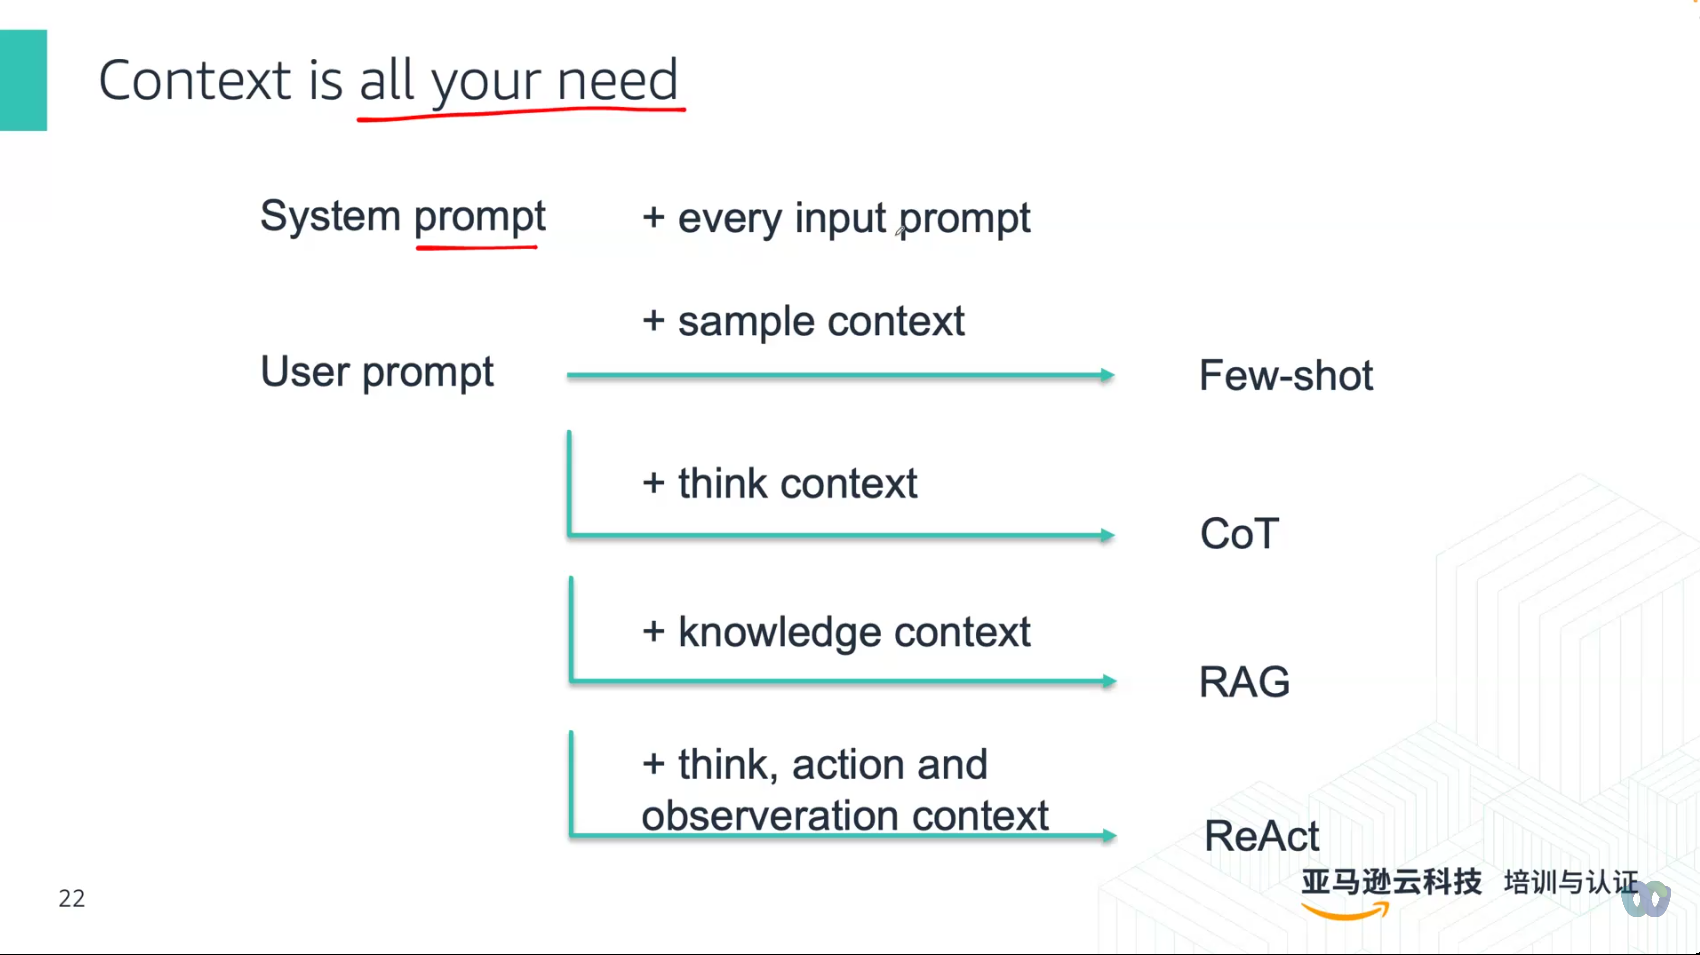 Context is all your need
System prompt + every input prompt
+ sample context
User prompt
Few-shot
+ think context
CoT
+ knowledge context
RAG
+ think, action and
observeration context
ReAct
亚马逊云科技 培训与认证
22